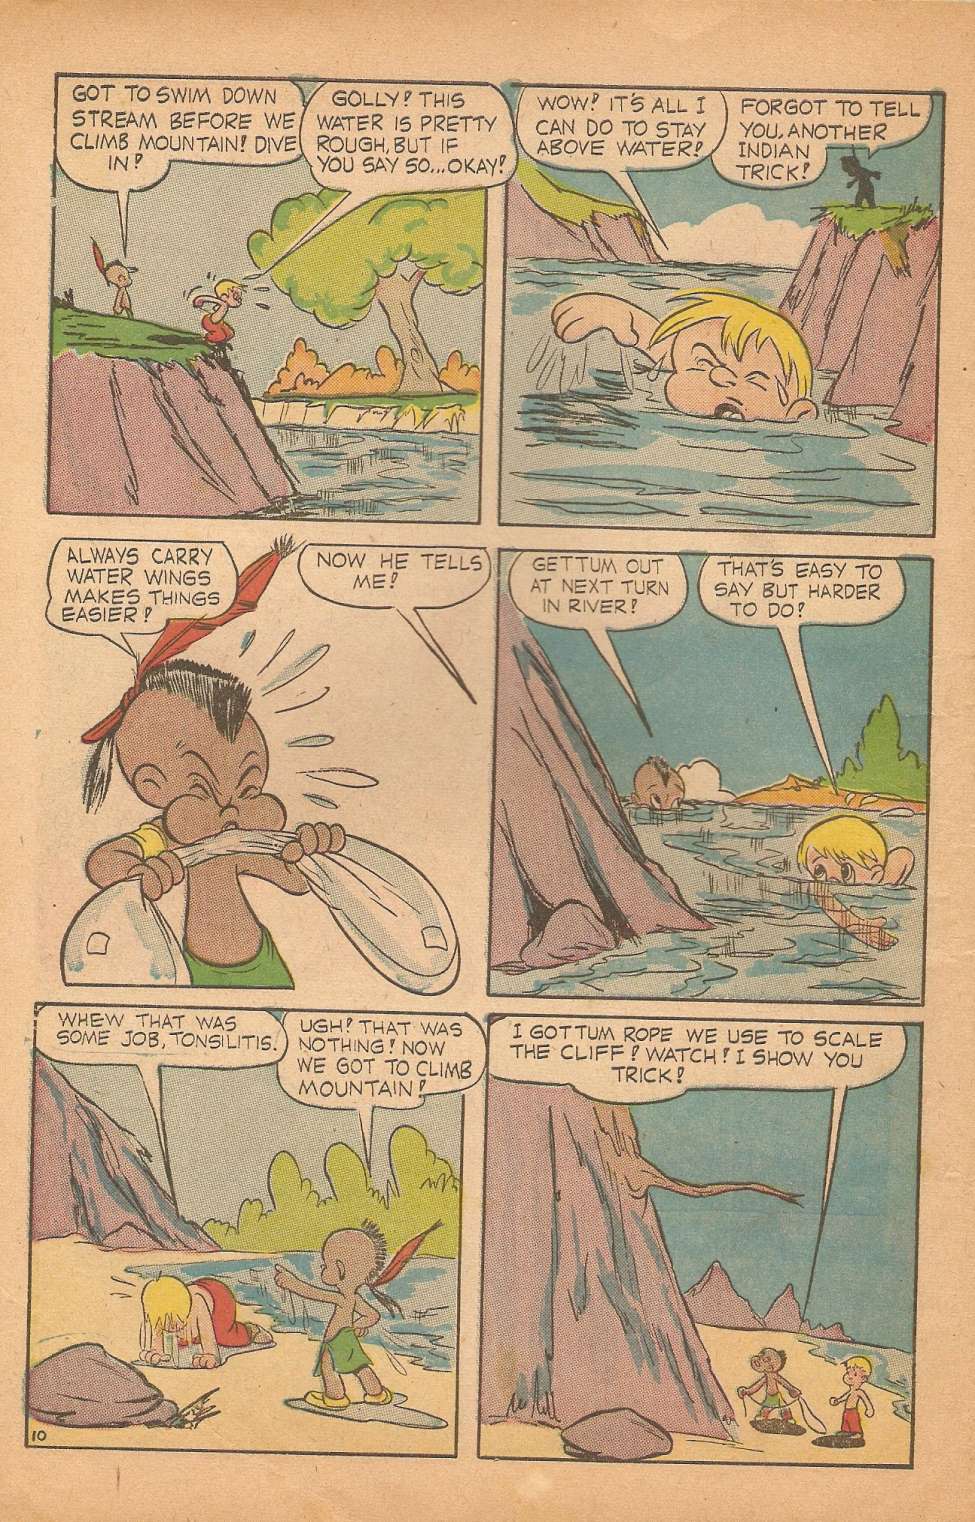 GOT TO SWIM DOWN
STREAM BEFORE WE
CLIMB MOUNTAIN! DIVE
IN!
GOLLY! THIS
WATER IS PRETTY
ROUGH, BUT IF
YOU SAY SO...OKAY!
WOW! IT'S ALL I
CAN DO TO STAY
ABOVE WATER!
FORGOT TO TELL
YOU, ANOTHER
INDIAN
TRICK!
ALWAYS CARRY
WATER WINGS
MAKES THINGS
EASIER!
NOW HE TELLS
ME!
GETTUM OUT
AT NEXT TURN
IN RIVER!
THAT'S EASY TO
SAY BUT HARDER
TO DO!
WHEW THAT WAS
SOME JOB, TONSILITIS.
UGH! THAT WAS
NOTHING! NOW
WE GOT TO CLIMB
MOUNTAIN!
I GOTTUM ROPE WE USE TO SCALE
THE CLIFF! WATCH! I SHOW YOU
TRICK!
10